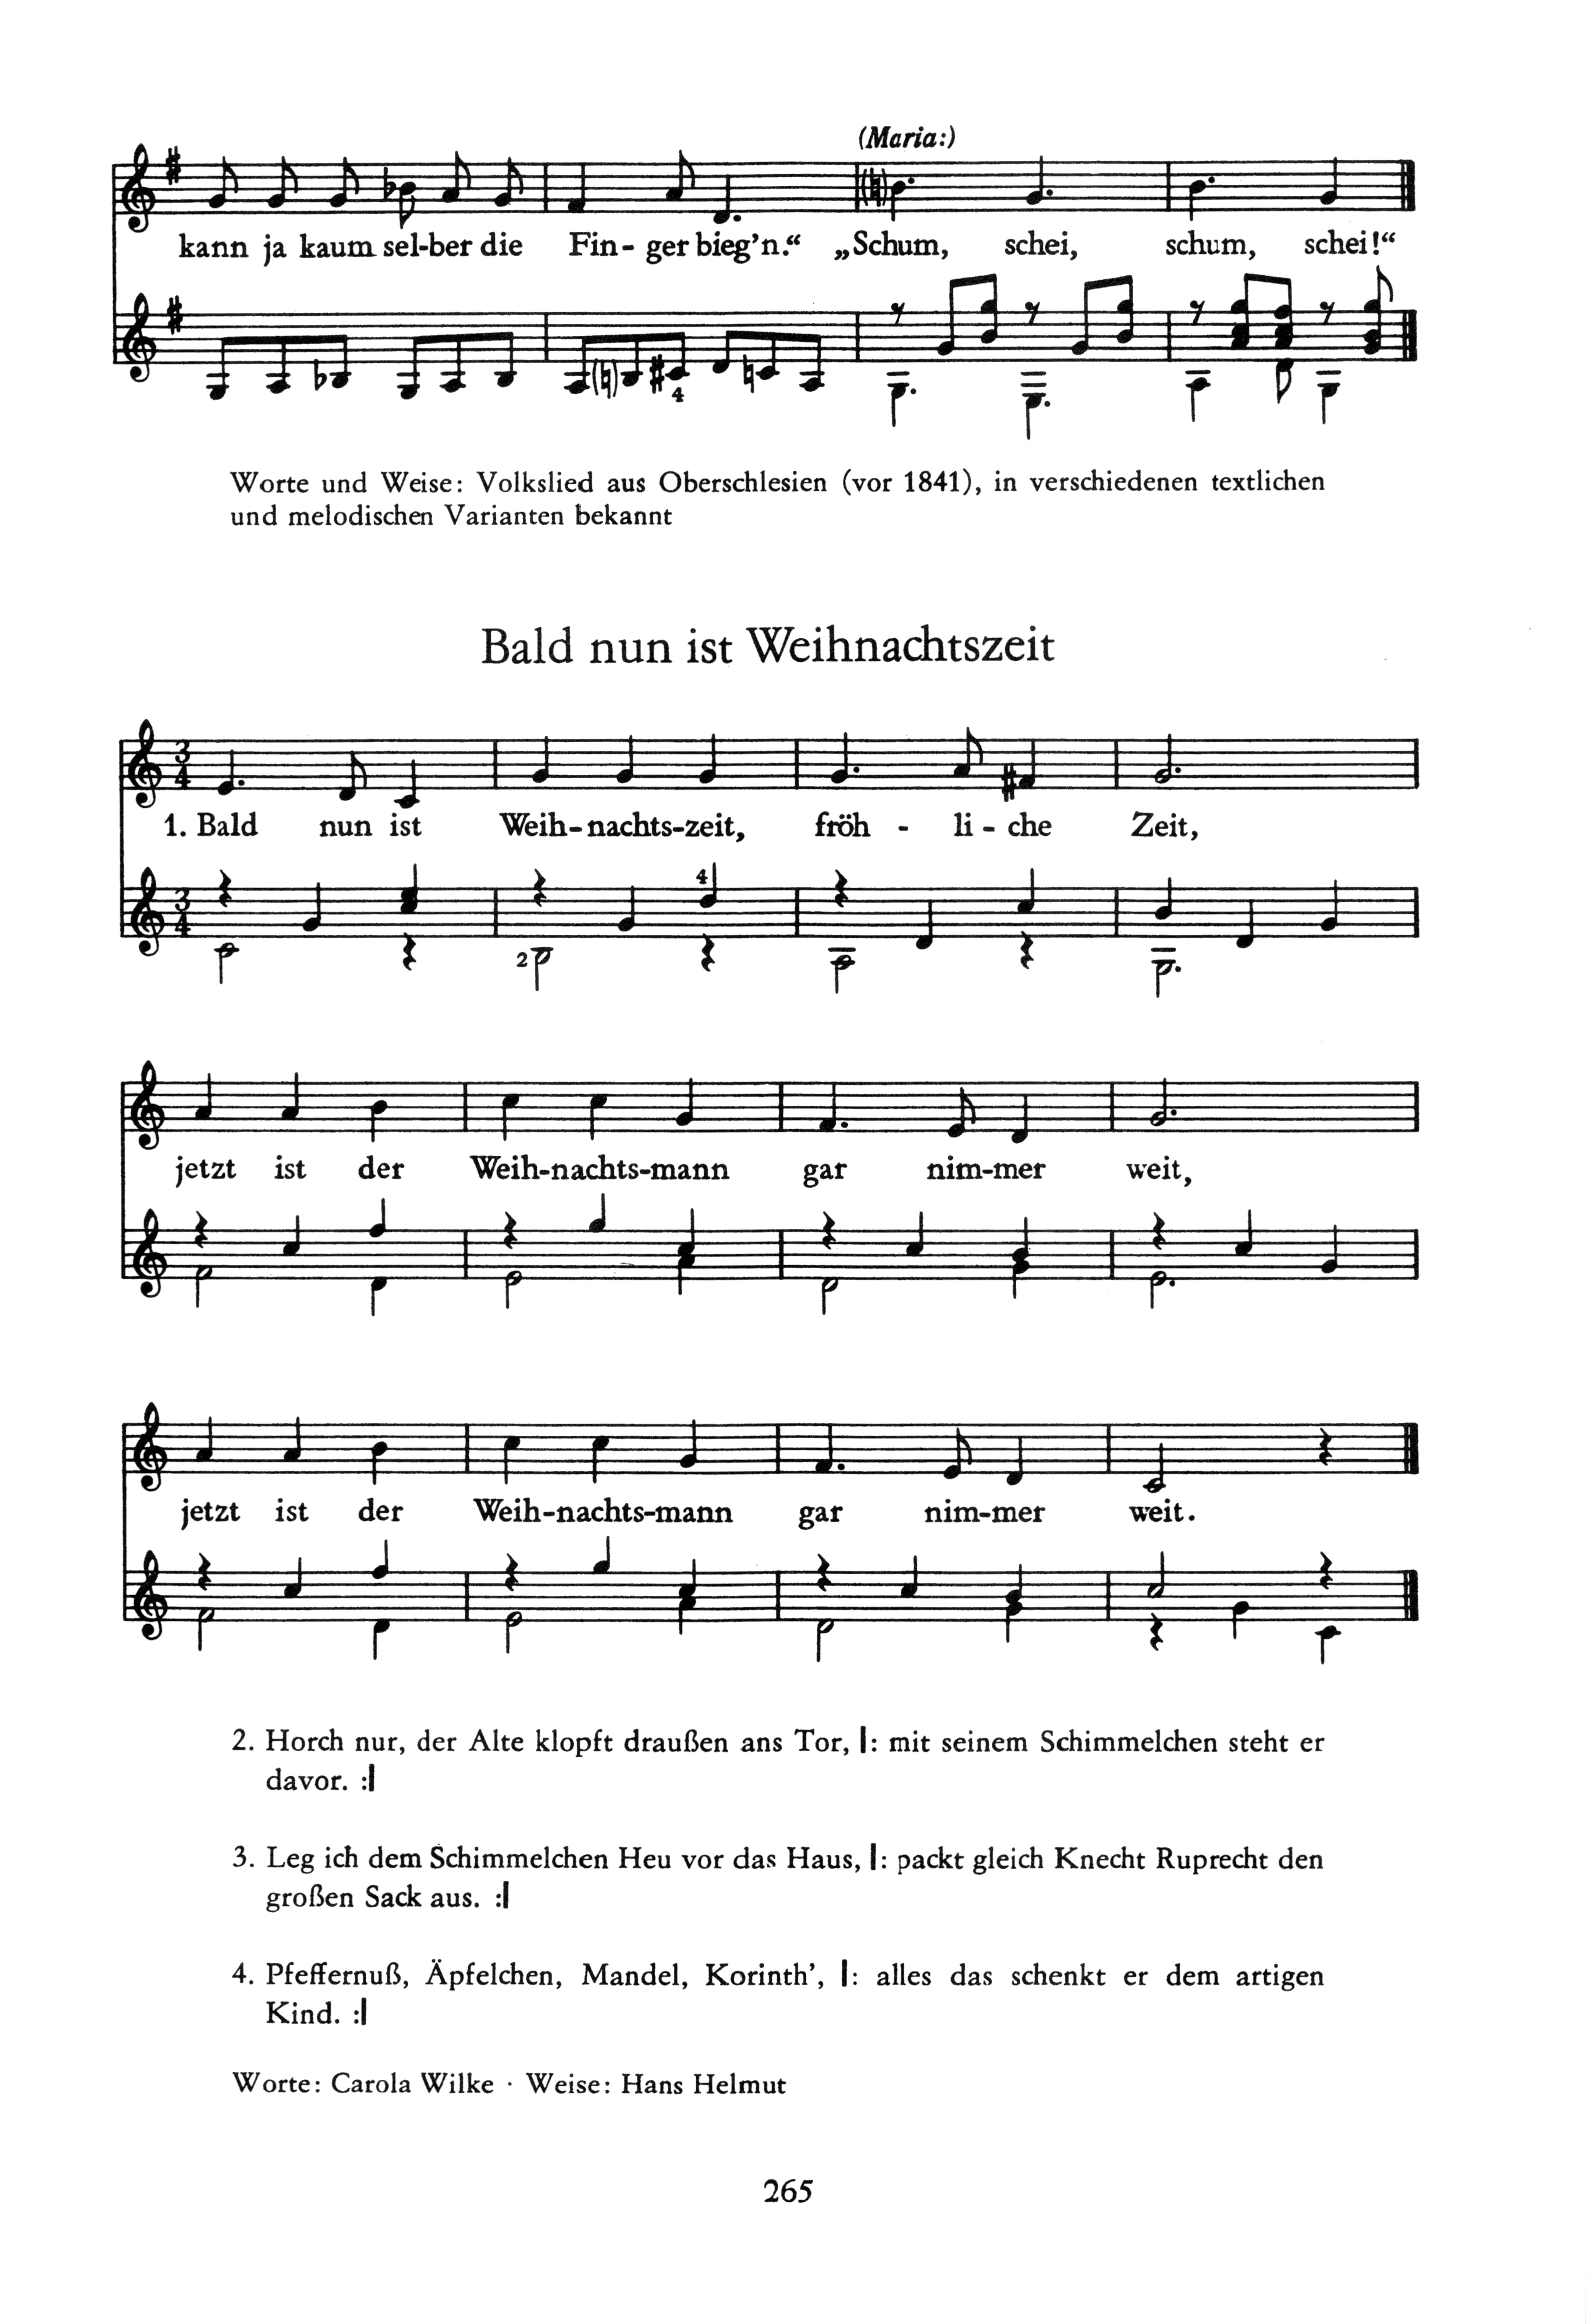 (Maria:)
kann ja kaum sel-ber die Fin-ger bieg’n.“ „Schum, schei, schum, schei!“
4
Worte und Weise: Volkslied aus Oberschlesien (vor 1841), in verschiedenen textlichen
und melodischen Varianten bekannt
Bald nun ist Weihnachtszeit
3
4
1. Bald nun ist Weih-nachts-zeit, fröh - li - che Zeit,
3
4
4
2
jetzt ist der Weih-nachts-mann gar nim-mer weit,
jetzt ist der Weih-nachts-mann gar nim-mer weit.
2. Horch nur, der Alte klopft draußen ans Tor, |: mit seinem Schimmelchen steht er
davor. :|
3. Leg ich dem Schimmelchen Heu vor das Haus, |: packt gleich Knecht Ruprecht den
großen Sack aus. :|
4. Pfeffernuß, Äpfelchen, Mandel, Korinth’, |: alles das schenkt er dem artigen
Kind. :|
Worte: Carola Wilke · Weise: Hans Helmut
265